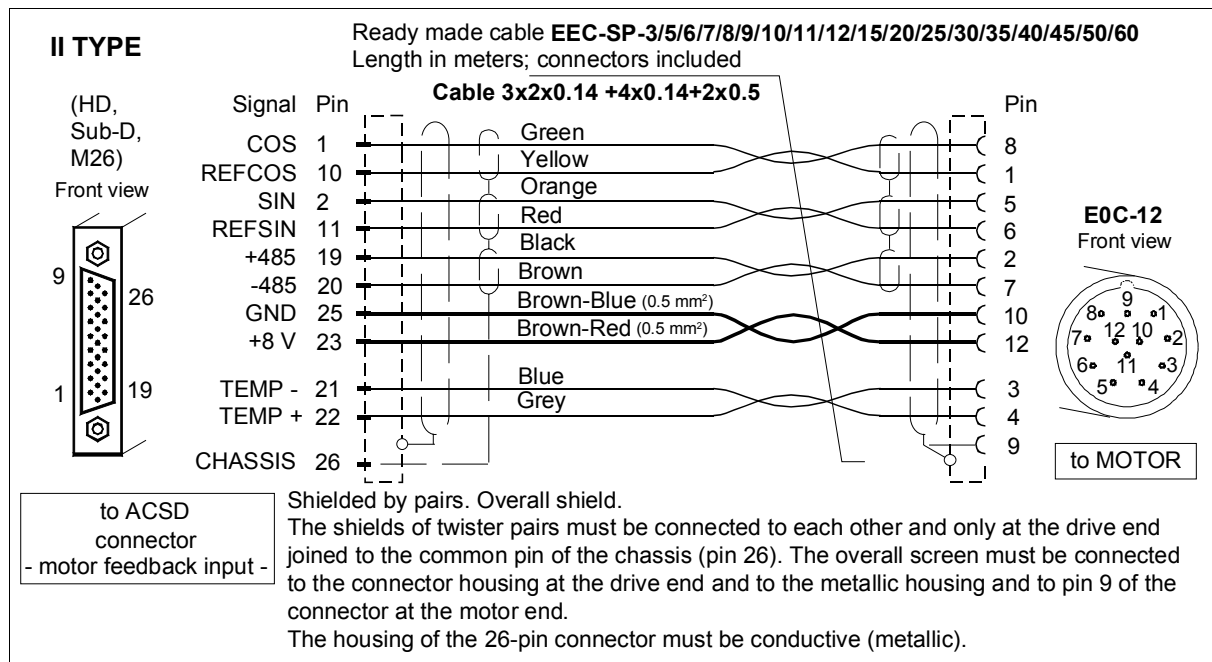 II TYPE
Ready made cable EEC-SP-3/5/6/7/8/9/10/11/12/15/20/25/30/35/40/45/50/60
Length in meters; connectors included
Cable 3x2x0.14 +4x0.14+2x0.5
(HD,
Sub-D,
M26)
Front view
9
26
1
19
Signal Pin Pin
COS 1 Green 8
REFCOS 10 Yellow 1
SIN 2 Orange 5
REFSIN 11 Red 6
+485 19 Black 2
-485 20 Brown 7
GND 25 Brown-Blue (0.5 mm²) 10
+8 V 23 Brown-Red (0.5 mm²) 12
TEMP - 21 Blue 3
TEMP + 22 Grey 4
9
CHASSIS 26
E0C-12
Front view
9
8 1
12 10
7 2
6 11 3
5 4
to MOTOR
to ACSD
connector
- motor feedback input -
Shielded by pairs. Overall shield.
The shields of twister pairs must be connected to each other and only at the drive end
joined to the common pin of the chassis (pin 26). The overall screen must be connected
to the connector housing at the drive end and to the metallic housing and to pin 9 of the
connector at the motor end.
The housing of the 26-pin connector must be conductive (metallic).